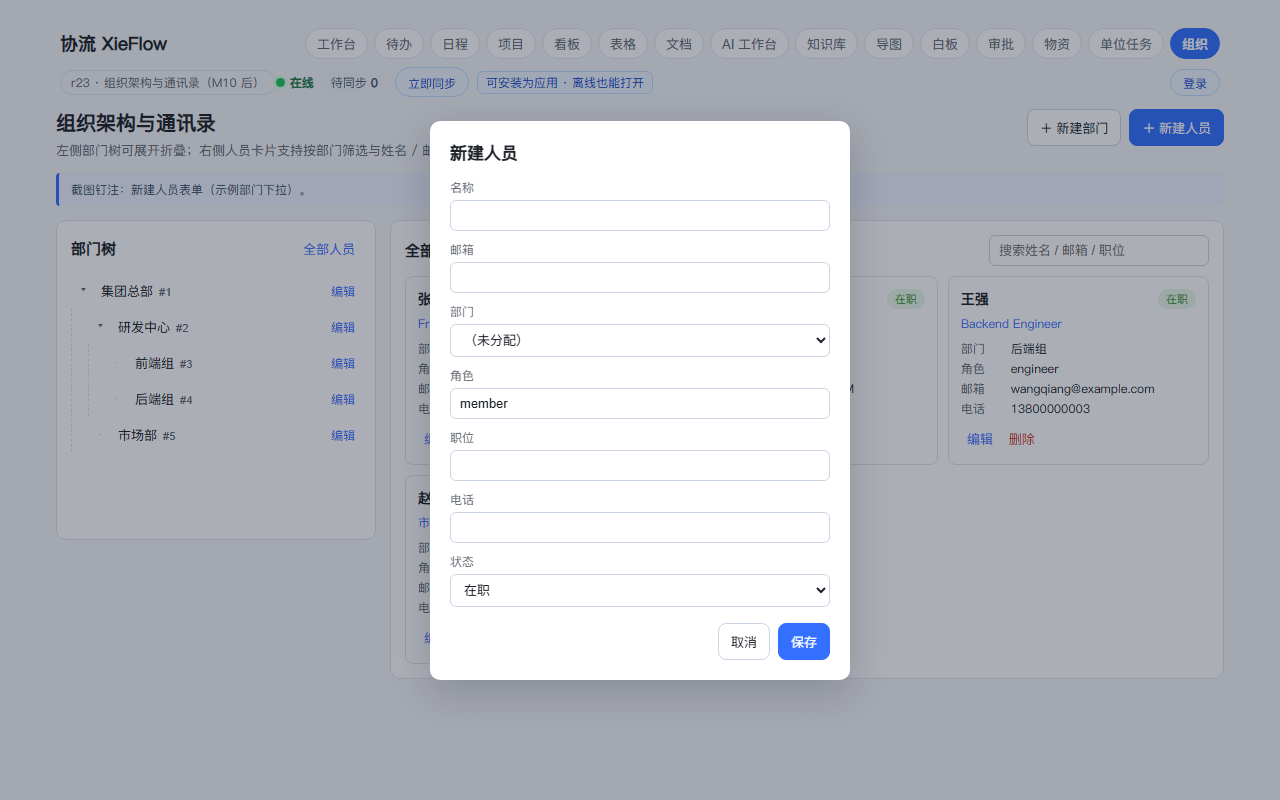 协流 XieFlow
工作台 待办 日程 项目 看板 表格 文档 AI 工作台 知识库 导图 白板 审批 物资 单位任务 组织
r23 · 组织架构与通讯录（M10 后） 在线 待同步 0 立即同步 可安装为应用 · 离线也能打开 登录
组织架构与通讯录
＋ 新建部门 ＋ 新建人员
左侧部门树可展开折叠；右侧人员卡片支持按部门筛选与姓名 /
截图钉注：新建人员表单（示例部门下拉）。
部门树 全部人员
集团总部 #1 编辑
研发中心 #2 编辑
前端组 #3 编辑
后端组 #4 编辑
市场部 #5 编辑
搜索姓名 / 邮箱 / 职位
在职
王强 在职
Backend Engineer
部门 后端组
角色 engineer
邮箱 wangqiang@example.com
电话 13800000003
编辑 删除
新建人员
名称
邮箱
部门
（未分配）
角色
member
职位
电话
状态
在职
取消 保存